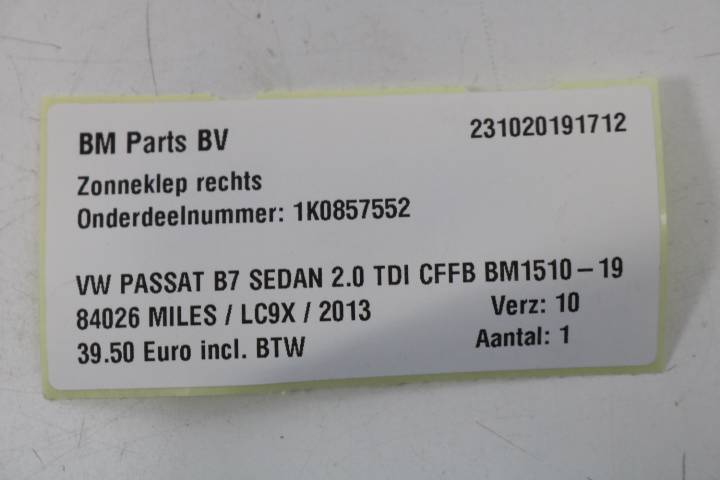 BM Parts BV 231020191712
Zonneklep rechts
Onderdeelnummer: 1K0857552
VW PASSAT B7 SEDAN 2.0 TDI CFFB BM1510-19
84026 MILES / LC9X / 2013 Verz: 10
39.50 Euro incl. BTW Aantal: 1